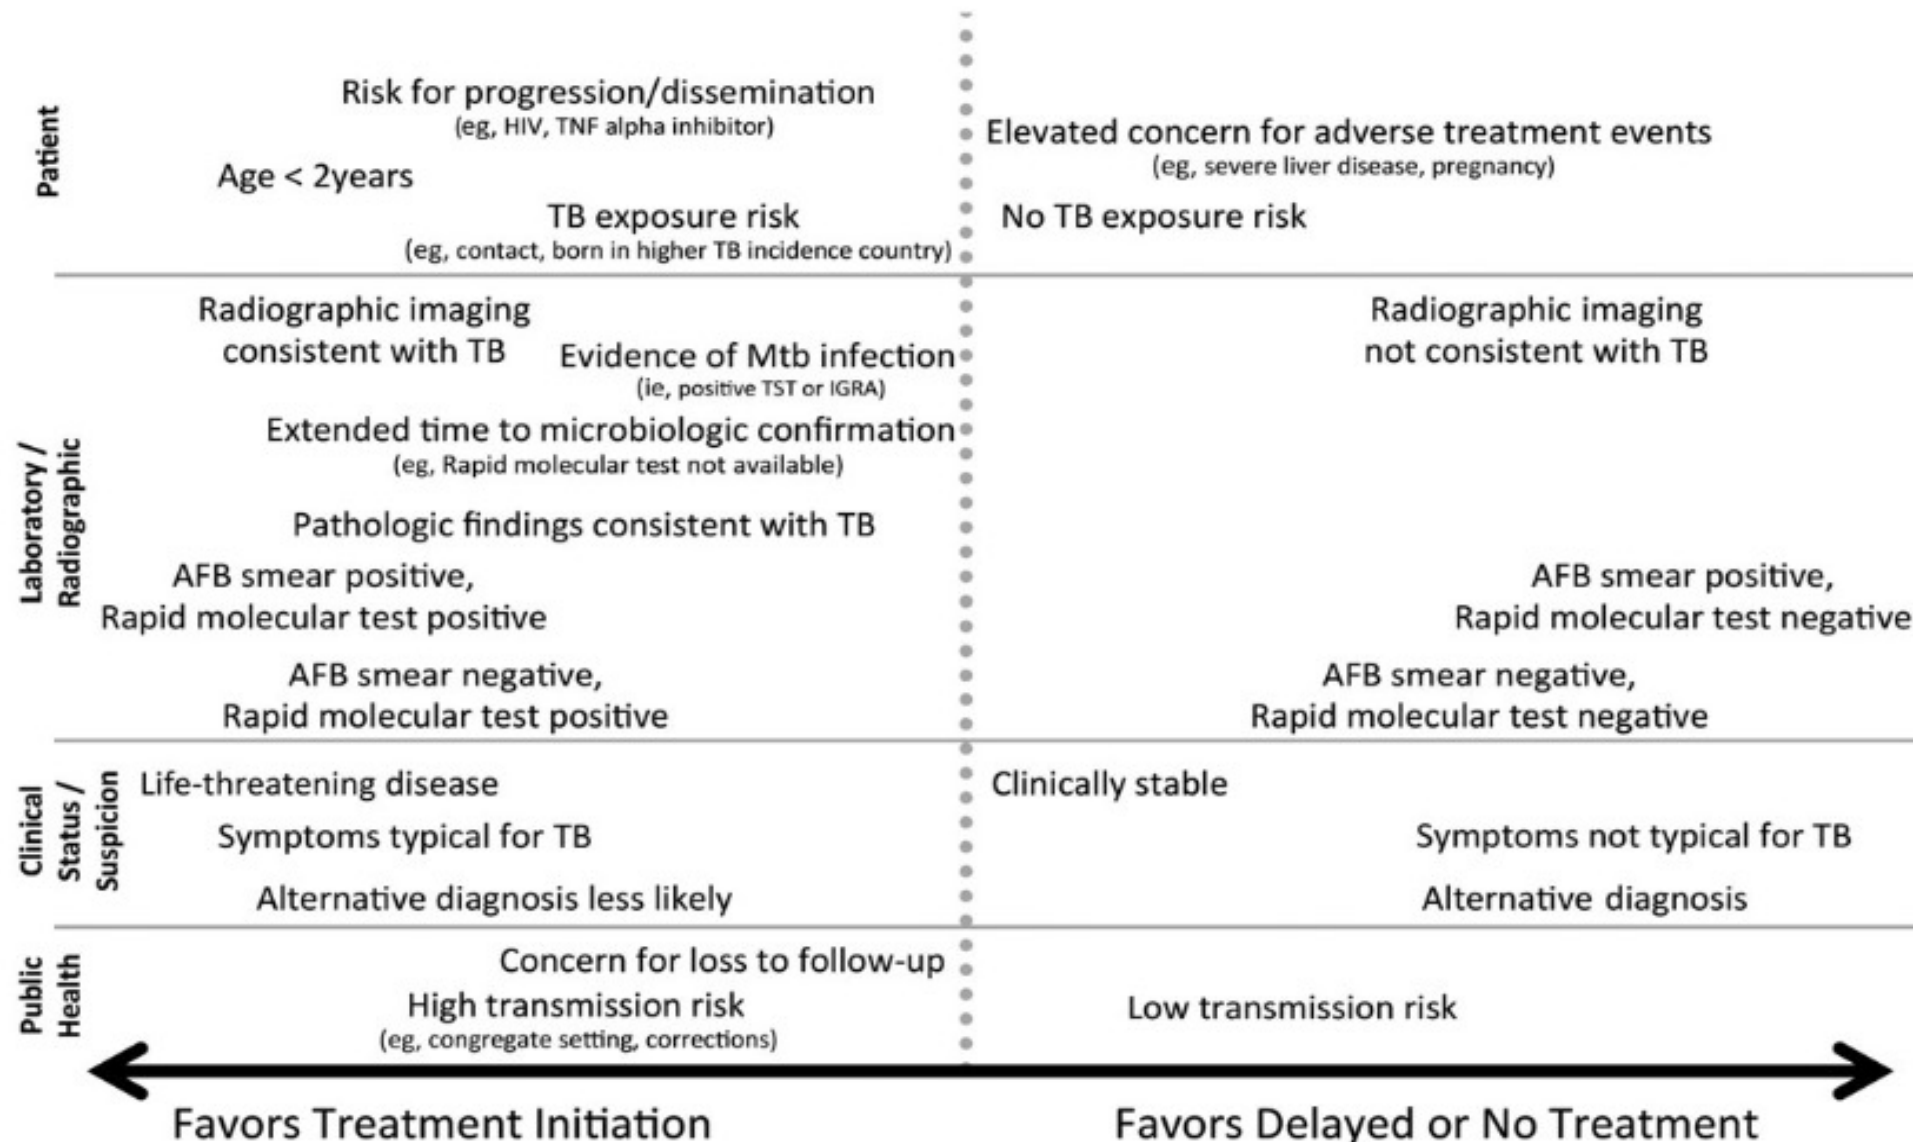 Patient
Risk for progression/dissemination
(eg, HIV, TNF alpha inhibitor)
Age < 2years
TB exposure risk
(eg, contact, born in higher TB incidence country)
Elevated concern for adverse treatment events
(eg, severe liver disease, pregnancy)
No TB exposure risk
Laboratory /
Radiographic
Radiographic imaging
consistent with TB
Evidence of Mtb infection
(ie, positive TST or IGRA)
Extended time to microbiologic confirmation
(eg, Rapid molecular test not available)
Pathologic findings consistent with TB
AFB smear positive,
Rapid molecular test positive
AFB smear negative,
Rapid molecular test positive
Radiographic imaging
not consistent with TB
AFB smear positive,
Rapid molecular test negative
AFB smear negative,
Rapid molecular test negative
Clinical
Status /
Suspicion
Life-threatening disease
Symptoms typical for TB
Alternative diagnosis less likely
Clinically stable
Symptoms not typical for TB
Alternative diagnosis
Public
Health
Concern for loss to follow-up
High transmission risk
(eg, congregate setting, corrections)
Low transmission risk
Favors Treatment Initiation
Favors Delayed or No Treatment